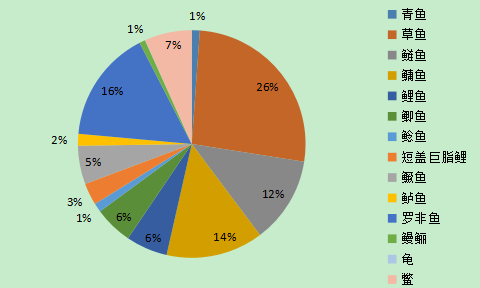 1%
26%
12%
14%
6%
6%
1%
3%
5%
2%
16%
1%
7%
青鱼
草鱼
鲢鱼
鳙鱼
鲤鱼
鲫鱼
鲶鱼
短盖巨脂鲤
鳜鱼
鲈鱼
罗非鱼
鳗鲡
龟
鳖